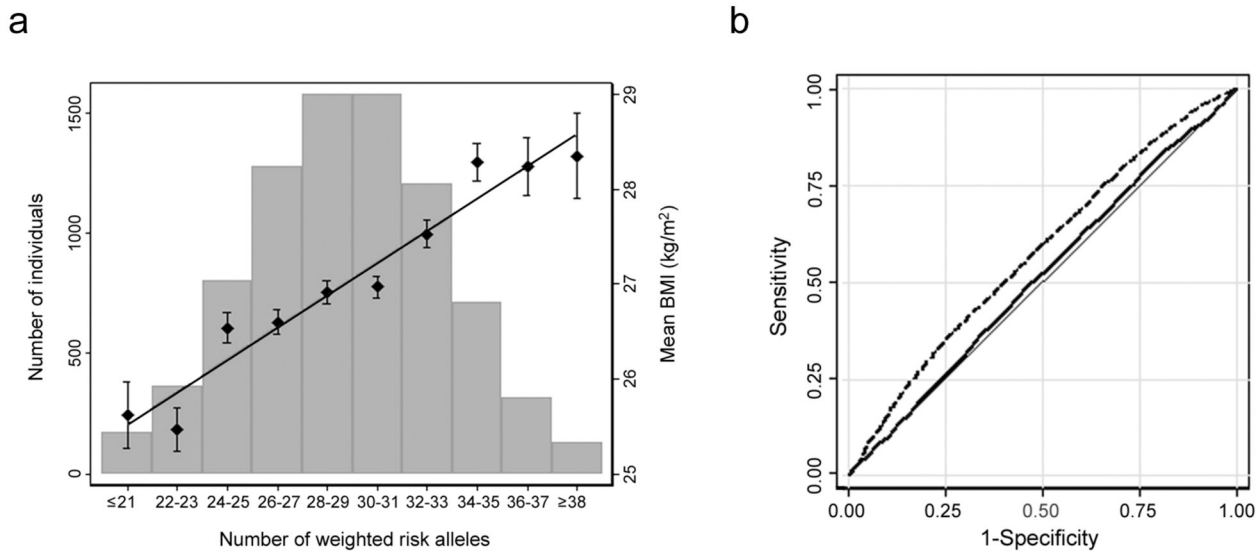 a
b
Number of individuals
1500
1000
500
0
29
28
27
26
25
Mean BMI (kg/m²)
≤21 22-23 24-25 26-27 28-29 30-31 32-33 34-35 36-37 ≥38
Number of weighted risk alleles
Sensitivity
1.00
0.75
0.50
0.25
0.00
0.00 0.25 0.50 0.75 1.00
1-Specificity